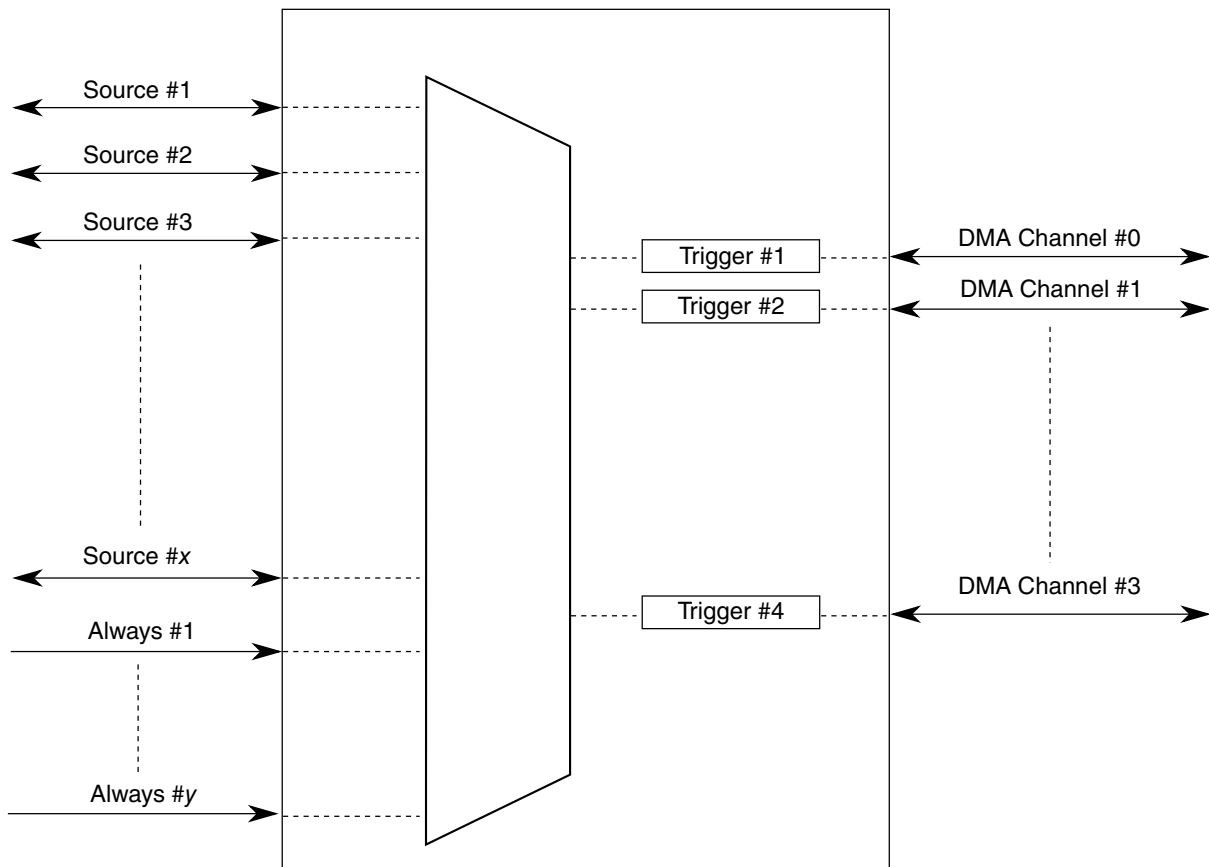 Source #1
Source #2
Source #3
Source #x
Always #1
Always #y
Trigger #1
Trigger #2
Trigger #4
DMA Channel #0
DMA Channel #1
DMA Channel #3